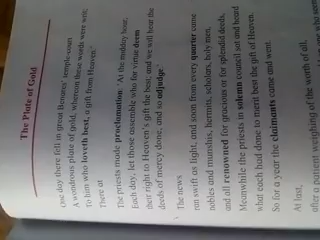 The Plate of Gold
One day there fell in great Benares' temple-courts
A wondrous plate of gold, whereon these words were writ:
"To him who loveth best, a gift from Heaven."
There at
The priests made proclamation: "At the midday hour,
Each day, let those assemble who for virtue deem
their right to Heaven's gift the best; and we will hear the
deeds of mercy done, and so adjudge."
The news
ran swift as light, and soon from every quarter came
nobles and munshis, hermits, scholars, holy men,
and all renowned for gracious or for splendid deeds.
Meanwhile the priests in solemn council sat and heard
what each had done to merit best the gift of Heaven.
So for a year the claimants came and went.
At last,
after a patient weighing of the worth of all,